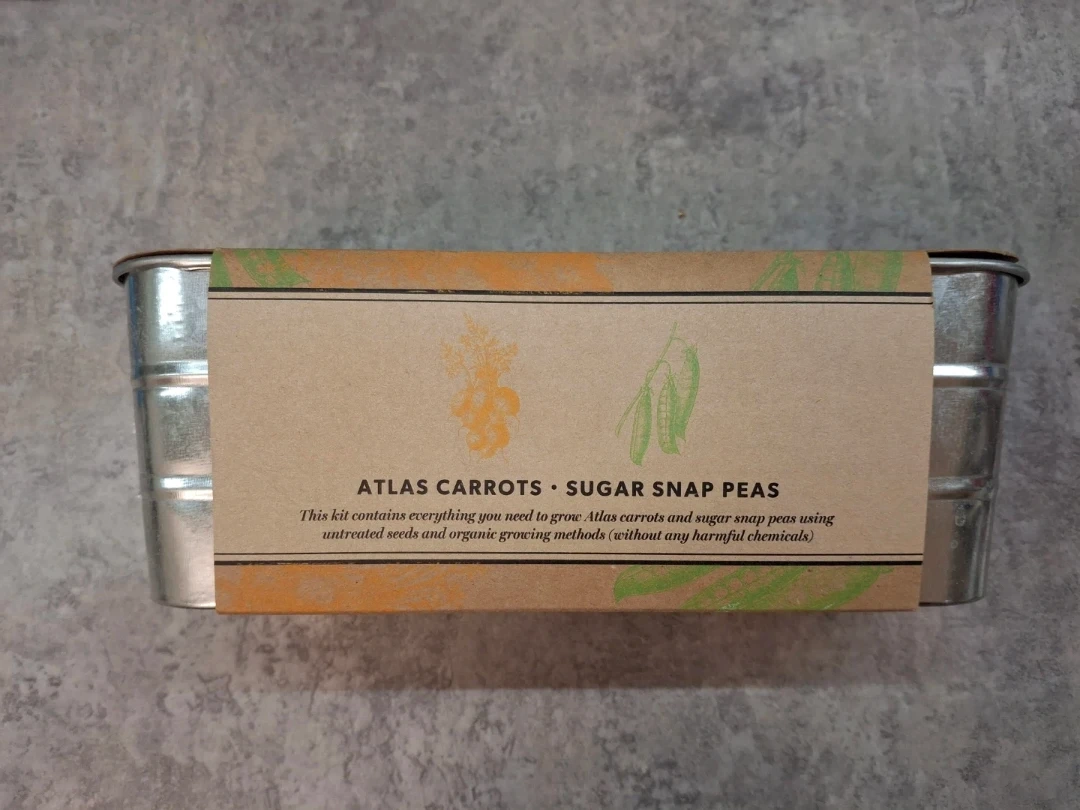 ATLAS CARROTS · SUGAR SNAP PEAS
This kit contains everything you need to grow Atlas carrots and sugar snap peas using
untreated seeds and organic growing methods (without any harmful chemicals)